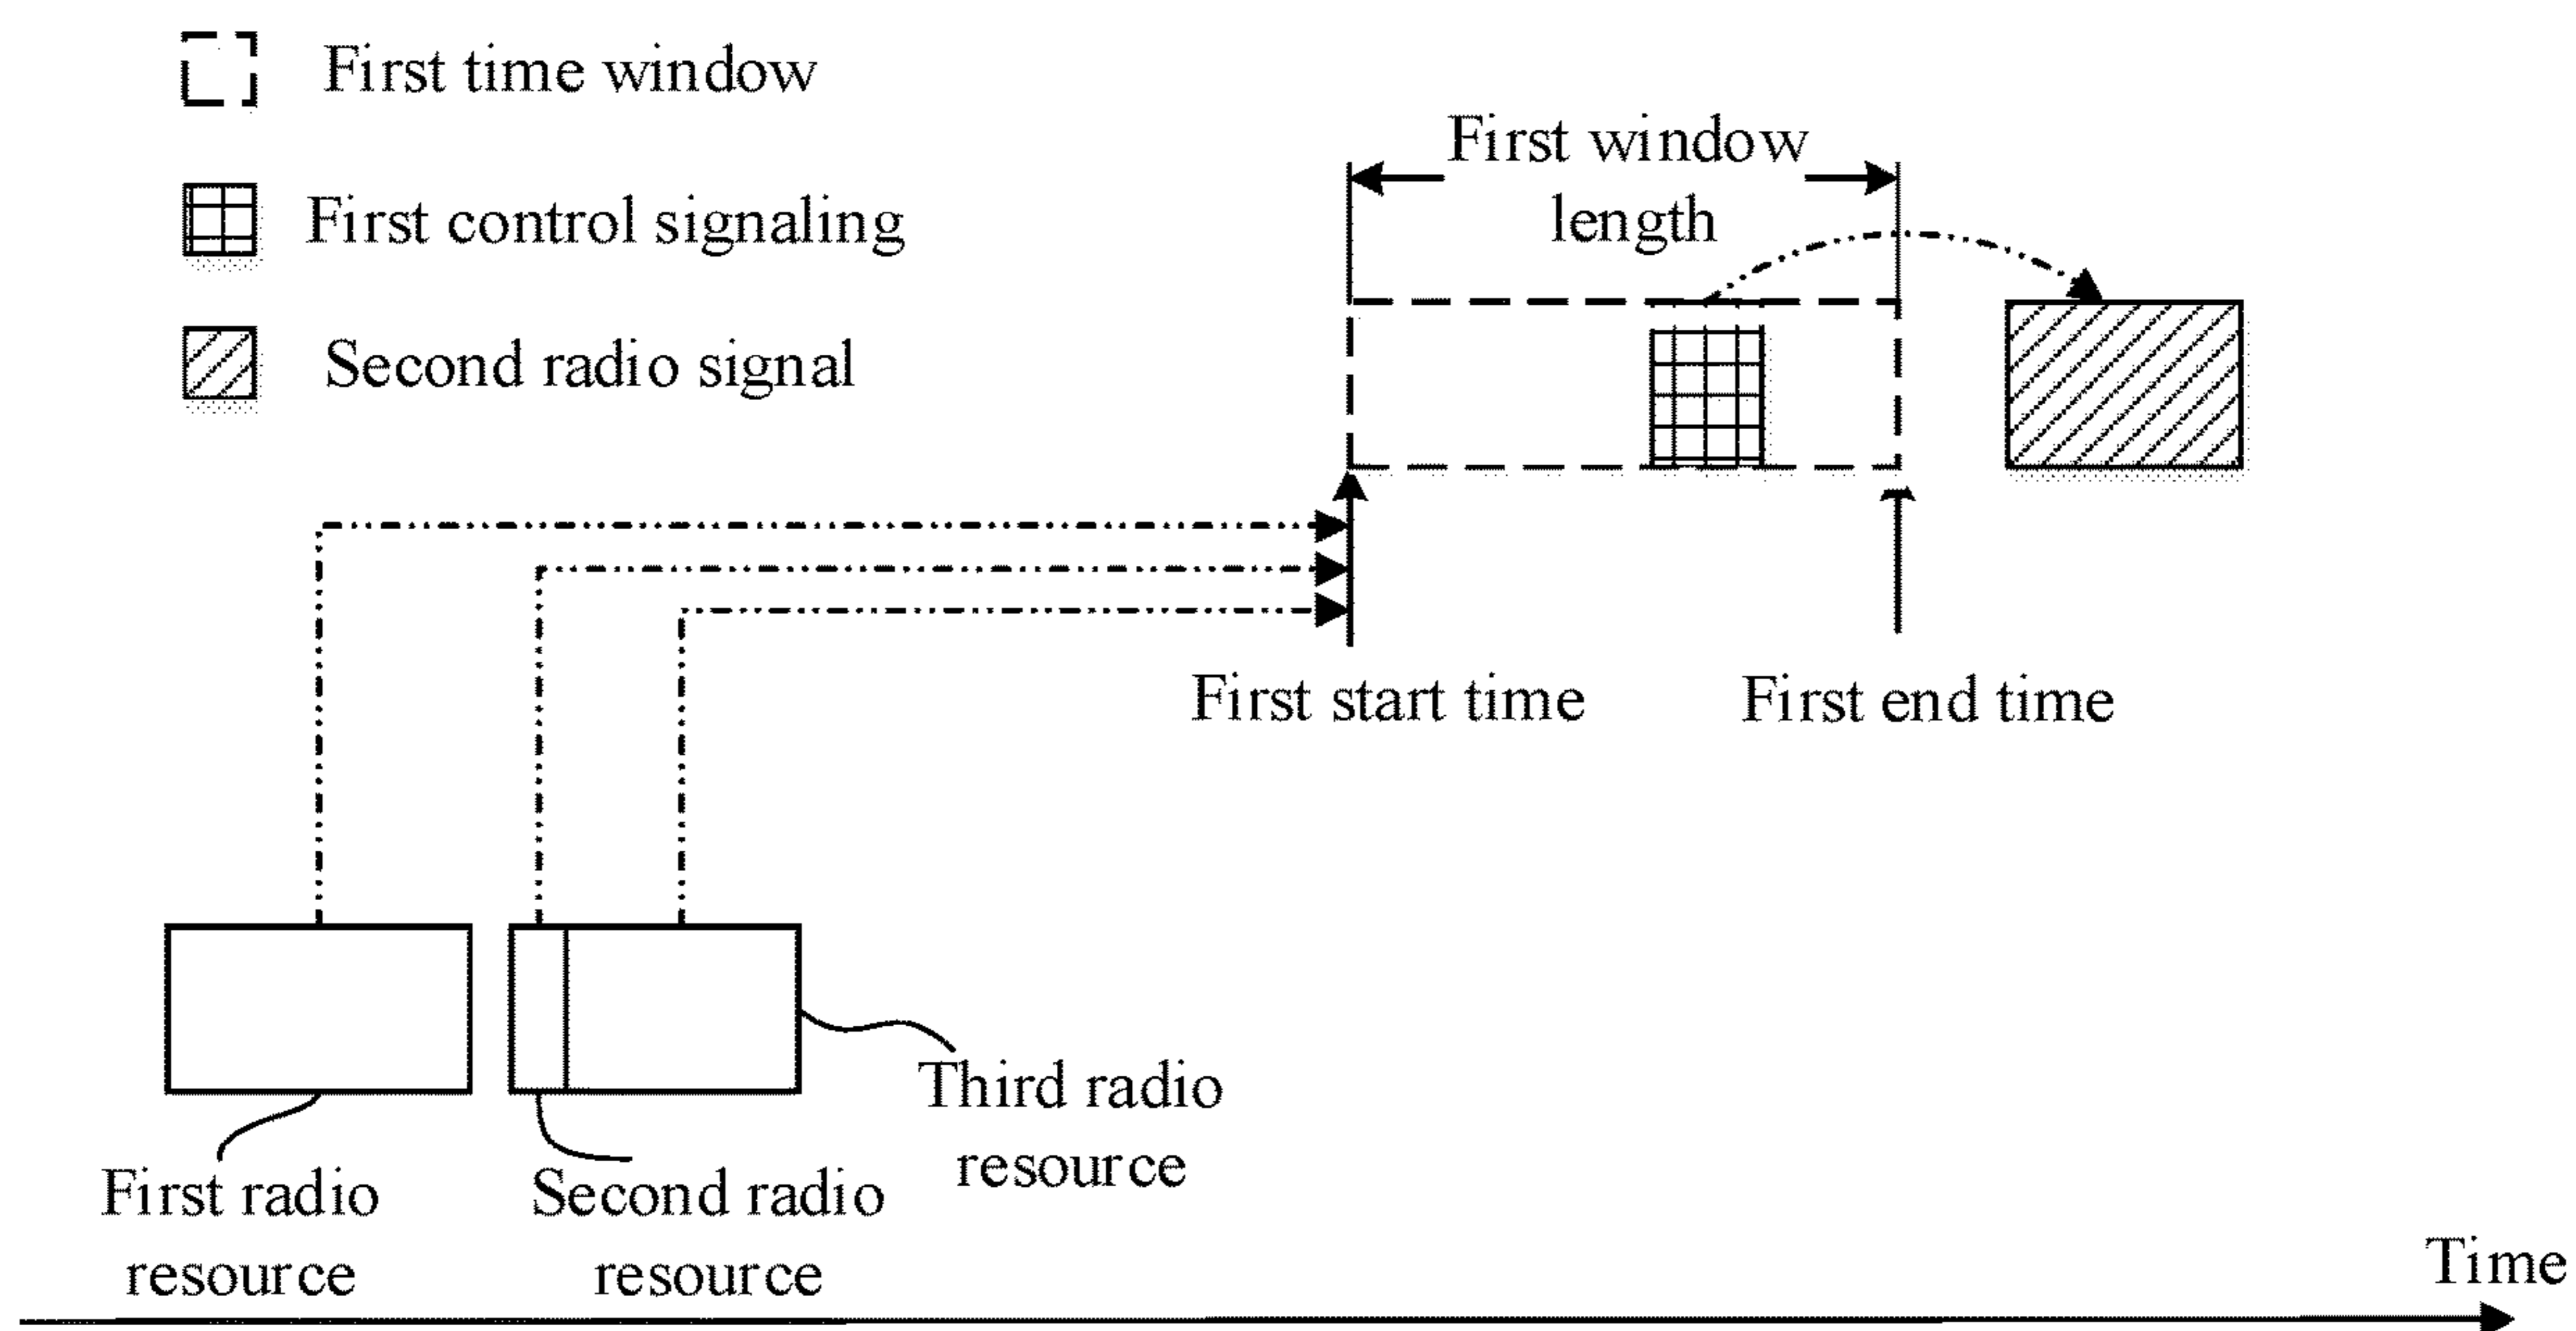 First time window
First control signaling
Second radio signal
First window
length
First start time
First end time
Third radio
resource
First radio
resource
Second radio
resource
Time